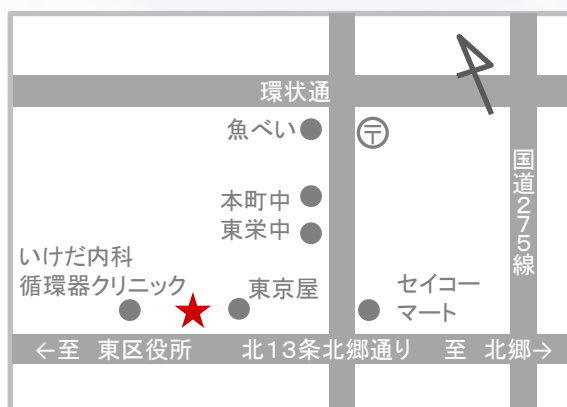 環状通
魚べい
〒
国道275線
本町中
東栄中
いけだ内科
循環器クリニック
東京屋
セイコー
マート
←至 東区役所 北13条北郷通り 至 北郷→